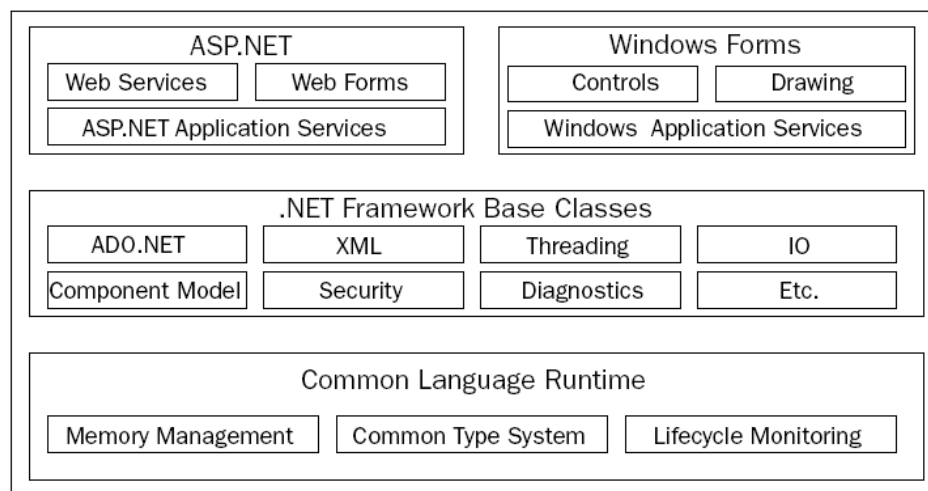 ASP.NET
Web Services
Web Forms
ASP.NET Application Services
Windows Forms
Controls
Drawing
Windows Application Services
.NET Framework Base Classes
ADO.NET
XML
Threading
IO
Component Model
Security
Diagnostics
Etc.
Common Language Runtime
Memory Management
Common Type System
Lifecycle Monitoring